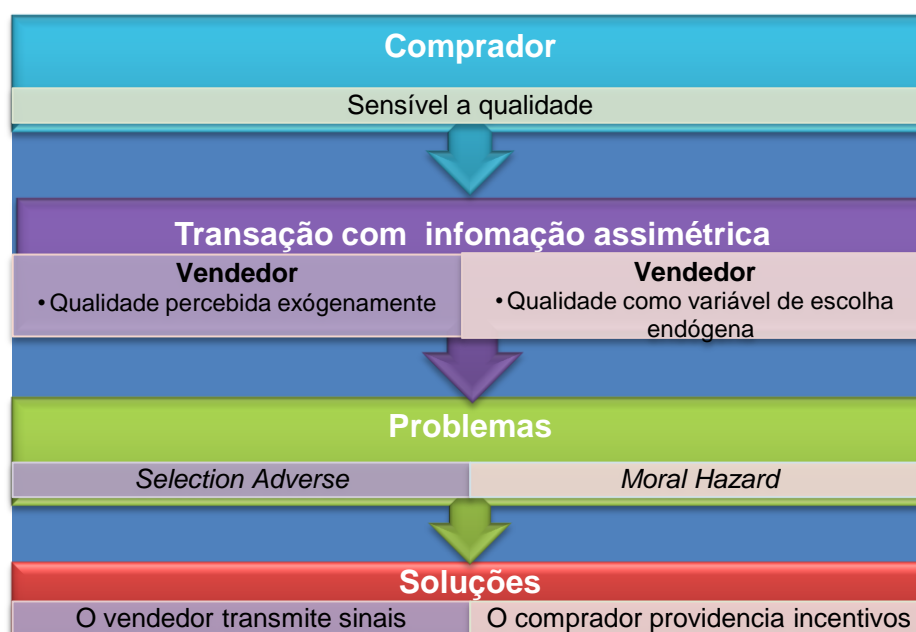 Comprador
Sensível a qualidade
Transação com infomação assimétrica
Vendedor
• Qualidade percebida exógenamente
Vendedor
• Qualidade como variável de escolha
endógena
Problemas
Selection Adverse
Moral Hazard
Soluções
O vendedor transmite sinais
O comprador providencia incentivos